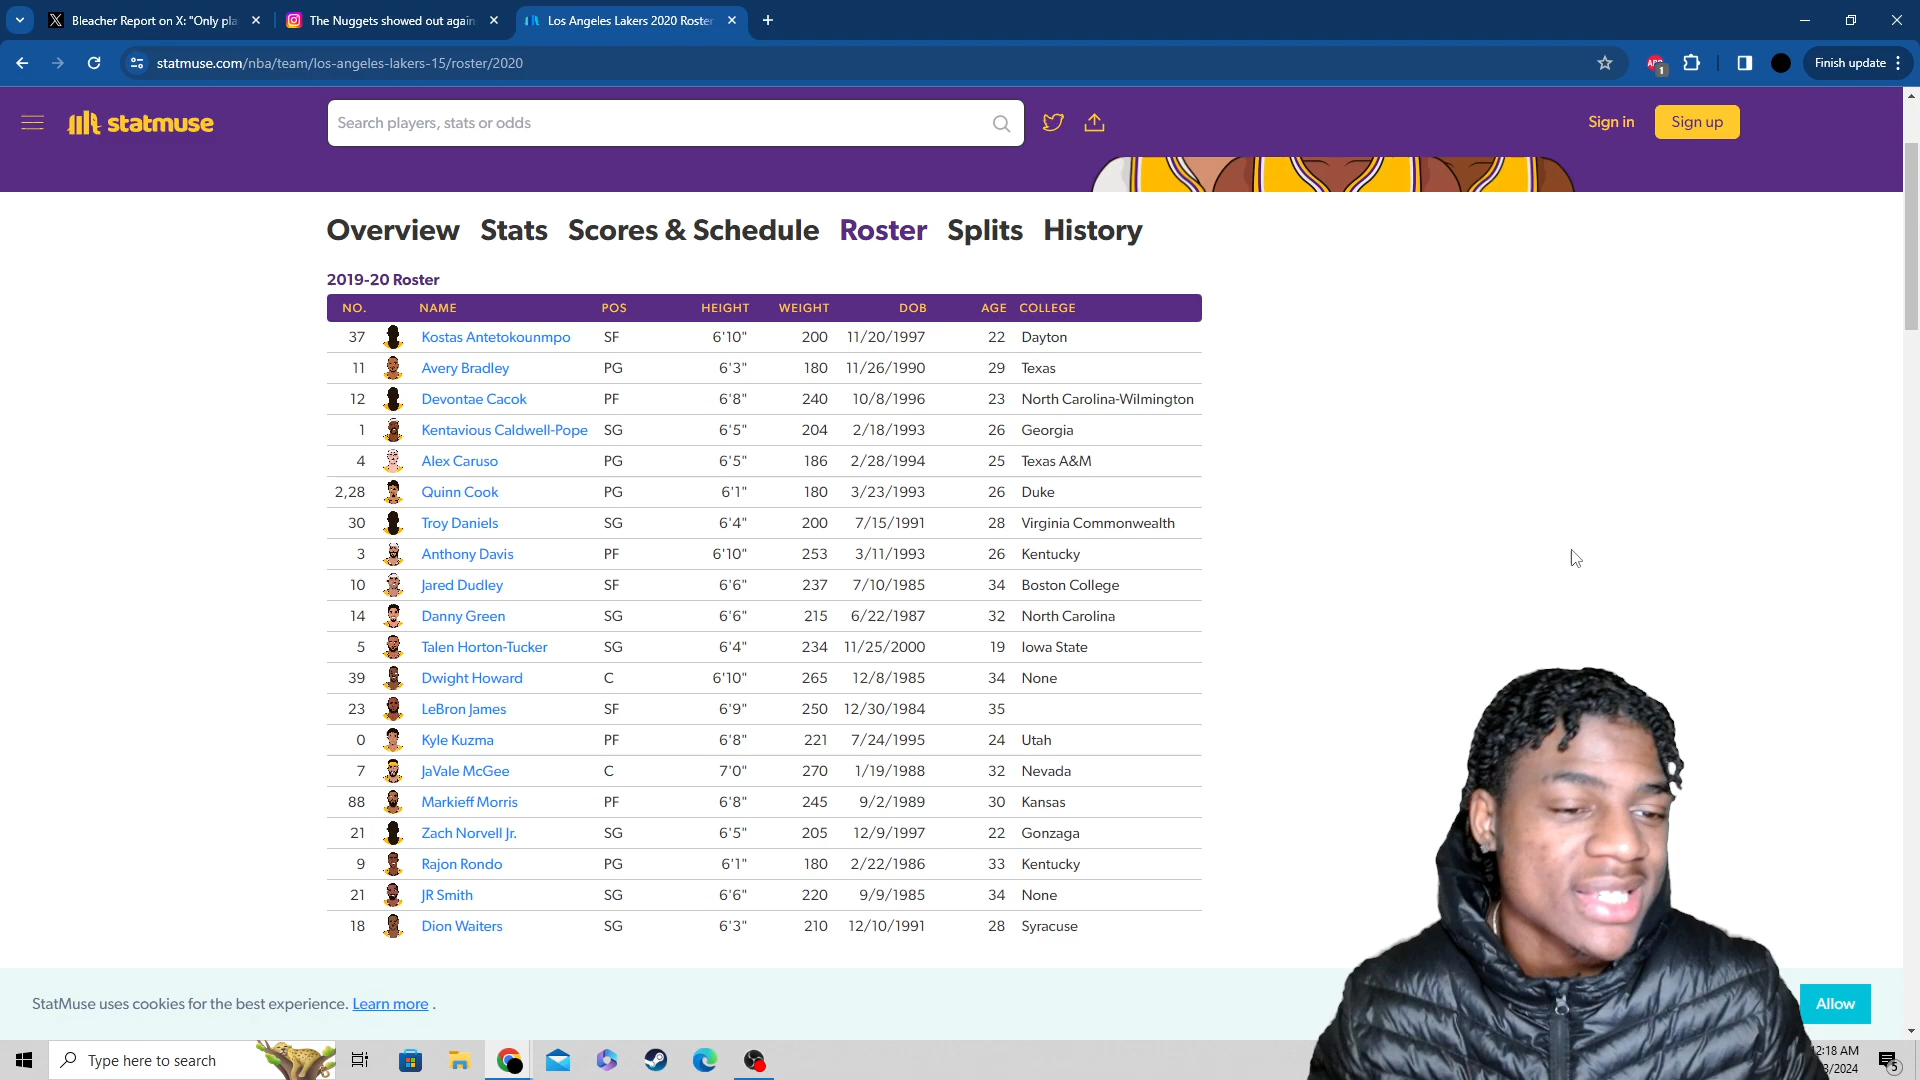 Bleacher Report on X: "Only pla
The Nuggets showed out again
Los Angeles Lakers 2020 Roster
statmuse.com/nba/team/los-angeles-lakers-15/roster/2020
ABP 1
Finish update
statmuse
Search players, stats or odds
Sign in
Sign up
Overview Stats Scores & Schedule Roster Splits History
2019-20 Roster
NO. NAME POS HEIGHT WEIGHT DOB AGE COLLEGE
37 Kostas Antetokounmpo SF 6'10" 200 11/20/1997 22 Dayton
11 Avery Bradley PG 6'3" 180 11/26/1990 29 Texas
12 Devontae Cacok PF 6'8" 240 10/8/1996 23 North Carolina-Wilmington
1 Kentavious Caldwell-Pope SG 6'5" 204 2/18/1993 26 Georgia
4 Alex Caruso PG 6'5" 186 2/28/1994 25 Texas A&M
2,28 Quinn Cook PG 6'1" 180 3/23/1993 26 Duke
30 Troy Daniels SG 6'4" 200 7/15/1991 28 Virginia Commonwealth
3 Anthony Davis PF 6'10" 253 3/11/1993 26 Kentucky
10 Jared Dudley SF 6'6" 237 7/10/1985 34 Boston College
14 Danny Green SG 6'6" 215 6/22/1987 32 North Carolina
5 Talen Horton-Tucker SG 6'4" 234 11/25/2000 19 Iowa State
39 Dwight Howard C 6'10" 265 12/8/1985 34 None
23 LeBron James SF 6'9" 250 12/30/1984 35
0 Kyle Kuzma PF 6'8" 221 7/24/1995 24 Utah
7 JaVale McGee C 7'0" 270 1/19/1988 32 Nevada
88 Markieff Morris PF 6'8" 245 9/2/1989 30 Kansas
21 Zach Norvell Jr. SG 6'5" 205 12/9/1997 22 Gonzaga
9 Rajon Rondo PG 6'1" 180 2/22/1986 33 Kentucky
21 JR Smith SG 6'6" 220 9/9/1985 34 None
18 Dion Waiters SG 6'3" 210 12/10/1991 28 Syracuse
StatMuse uses cookies for the best experience. Learn more .
Allow
Type here to search
2:18 AM
3/2024
5